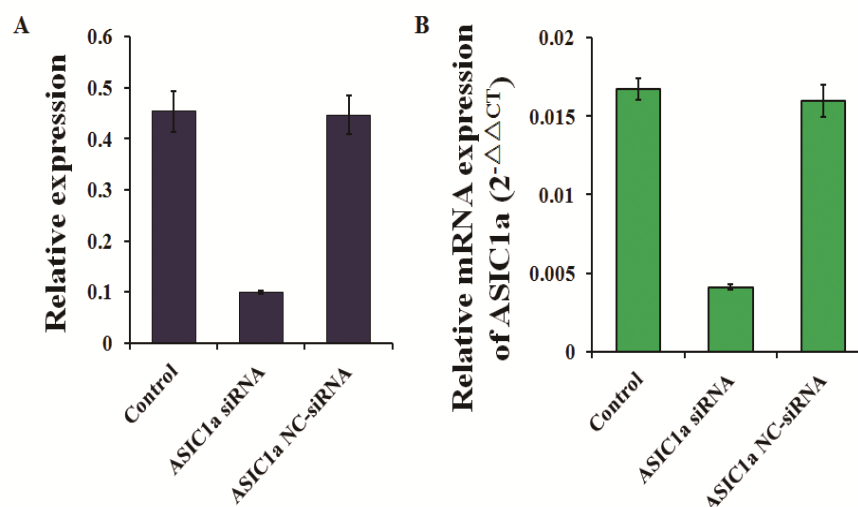 A
Relative expression
0.6
0.5
0.4
0.3
0.2
0.1
0
Control
ASIC1a siRNA
ASIC1a NC-siRNA
B
Relative mRNA expression
of ASIC1a (2-△△CT)
0.02
0.015
0.01
0.005
0
Control
ASIC1a siRNA
ASIC1a NC-siRNA